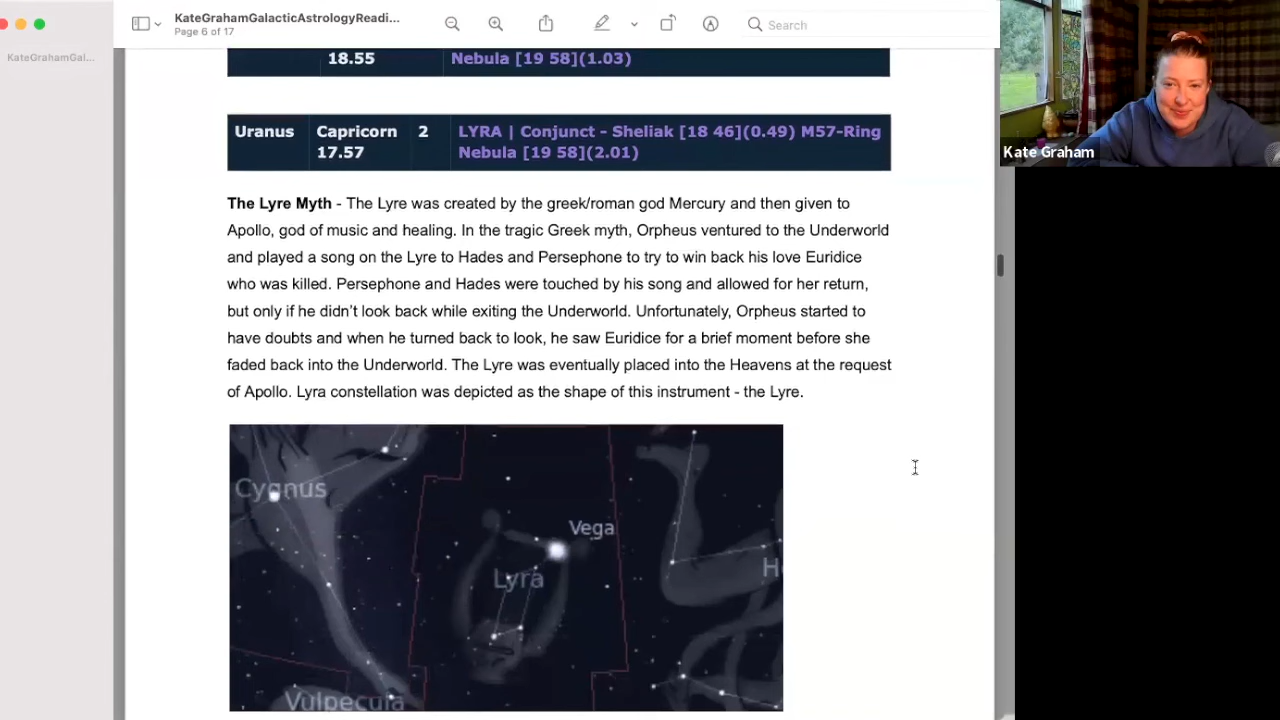 KateGrahamGalacticAstrologyReadi...
Page 6 of 17
Search
KateGrahamGal...
18.55 Nebula [19 58](1.03)
Uranus Capricorn 2 LYRA | Conjunct - Sheliak [18 46](0.49) M57-Ring
17.57 Nebula [19 58](2.01)
Kate Graham
The Lyre Myth - The Lyre was created by the greek/roman god Mercury and then given to
Apollo, god of music and healing. In the tragic Greek myth, Orpheus ventured to the Underworld
and played a song on the Lyre to Hades and Persephone to try to win back his love Euridice
who was killed. Persephone and Hades were touched by his song and allowed for her return,
but only if he didn't look back while exiting the Underworld. Unfortunately, Orpheus started to
have doubts and when he turned back to look, he saw Euridice for a brief moment before she
faded back into the Underworld. The Lyre was eventually placed into the Heavens at the request
of Apollo. Lyra constellation was depicted as the shape of this instrument - the Lyre.
Cygnus
Vega
Lyra
He
Vulpecula